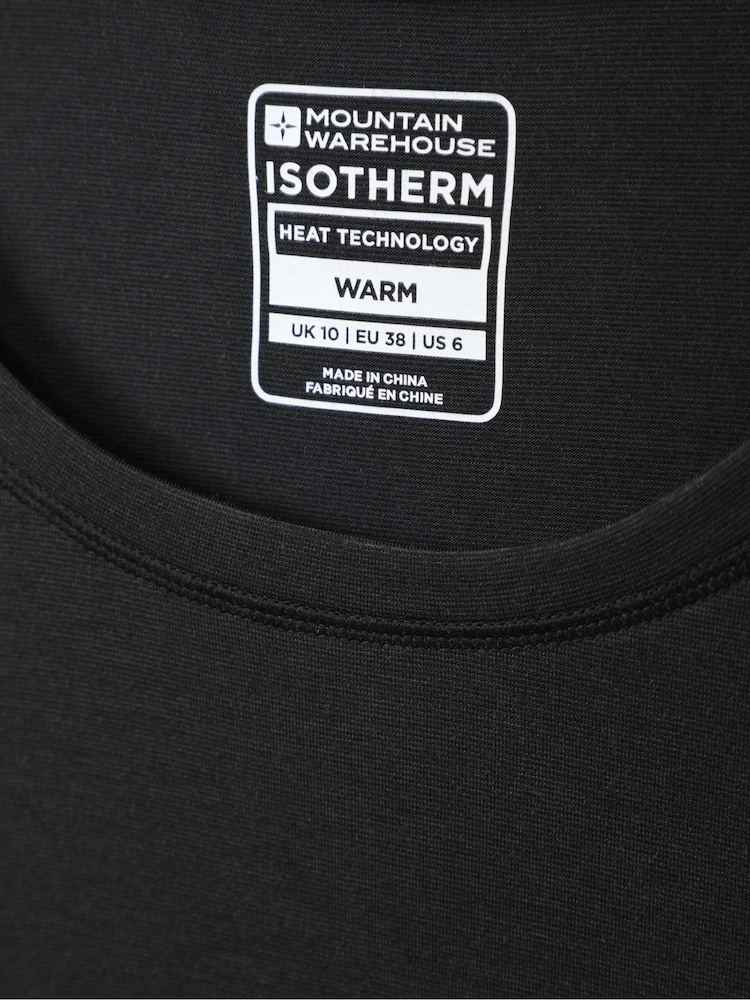 MOUNTAIN
WAREHOUSE
ISOTHERM
HEAT TECHNOLOGY
WARM
UK 10 | EU 38 | US 6
MADE IN CHINA
FABRIQUÉ EN CHINE